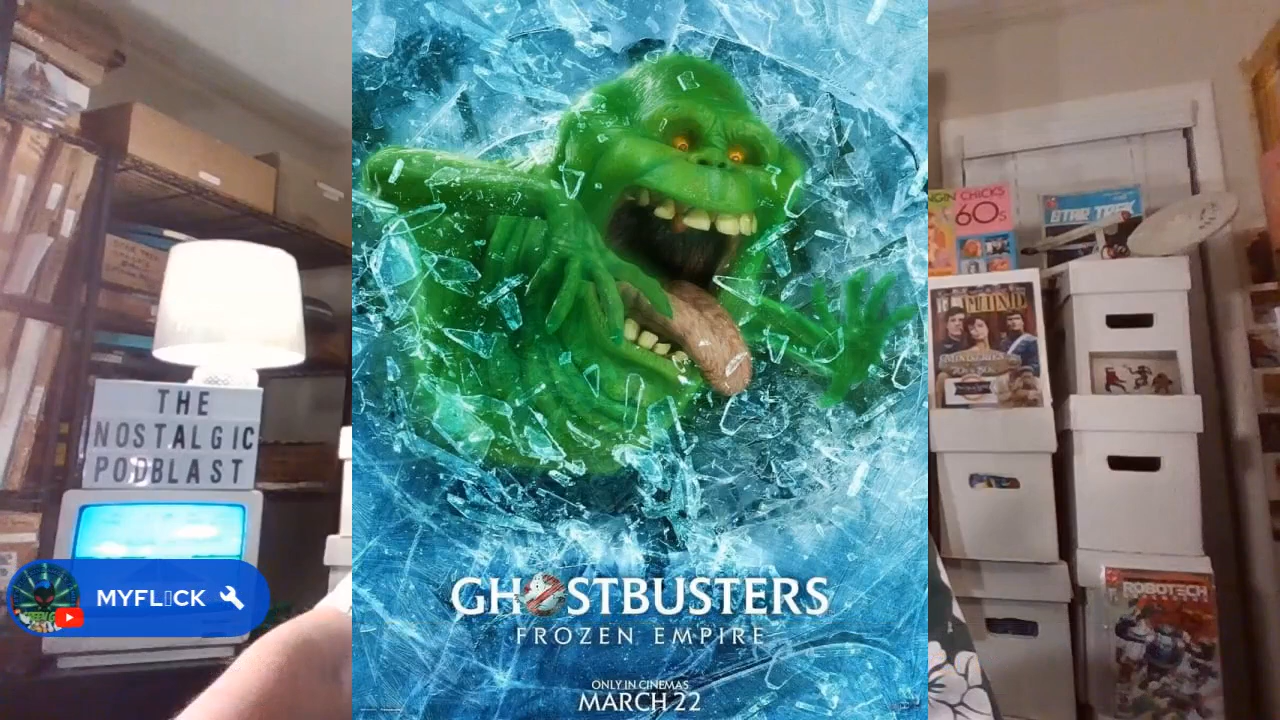 THE
NOSTALGIC
PODBLAST
MYFL▯CK
GHOSTBUSTERS
FROZEN EMPIRE
ONLY IN CINEMAS
MARCH 22
CHICKS
60s
STAR TREK
ROBOTECH